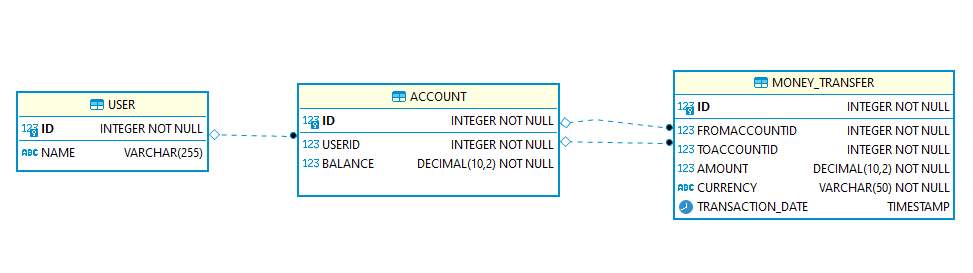 USER
123 ID INTEGER NOT NULL
ABC NAME VARCHAR(255)
ACCOUNT
123 ID INTEGER NOT NULL
123 USERID INTEGER NOT NULL
123 BALANCE DECIMAL(10,2) NOT NULL
MONEY_TRANSFER
123 ID INTEGER NOT NULL
123 FROMACCOUNTID INTEGER NOT NULL
123 TOACCOUNTID INTEGER NOT NULL
123 AMOUNT DECIMAL(10,2) NOT NULL
ABC CURRENCY VARCHAR(50) NOT NULL
TRANSACTION_DATE TIMESTAMP